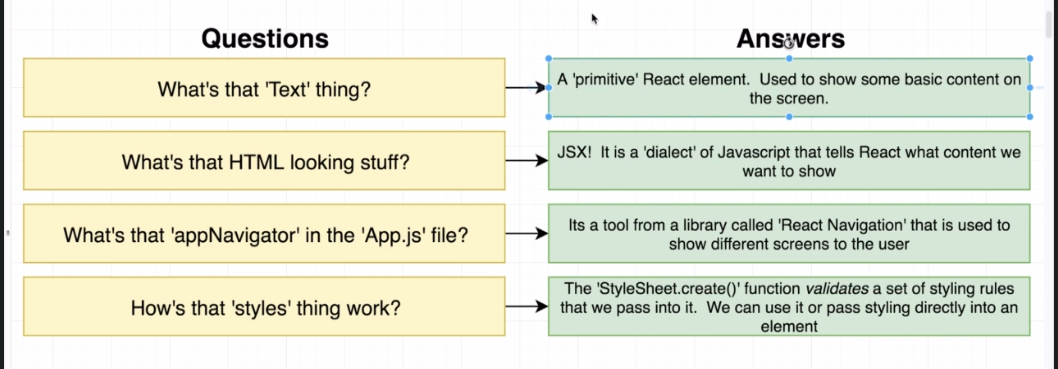 Questions
Answers
What's that 'Text' thing?
A 'primitive' React element.  Used to show some basic content on
the screen.
What's that HTML looking stuff?
JSX!  It is a 'dialect' of Javascript that tells React what content we
want to show
What's that 'appNavigator' in the 'App.js' file?
Its a tool from a library called 'React Navigation' that is used to
show different screens to the user
How's that 'styles' thing work?
The 'StyleSheet.create()' function validates a set of styling rules
that we pass into it.  We can use it or pass styling directly into an
element